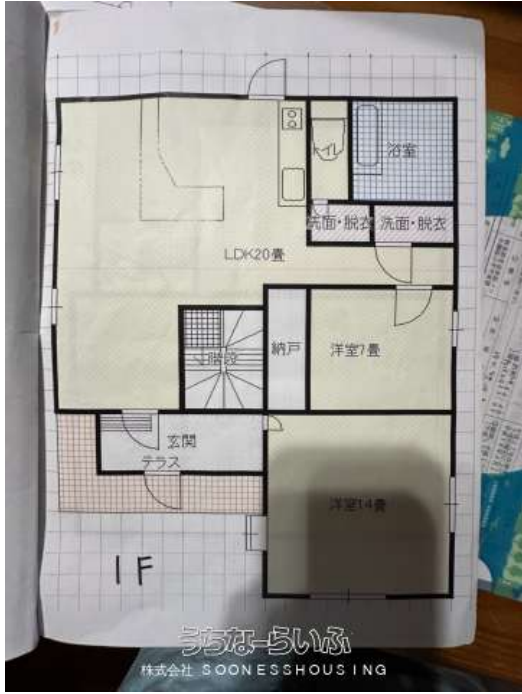 トイレ
浴室
洗面・脱衣
洗面・脱衣
LDK20畳
階段
納戸
洋室7畳
玄関
テラス
洋室14畳
1F
うちなーらいふ
株式会社 SOONESSHOUSING